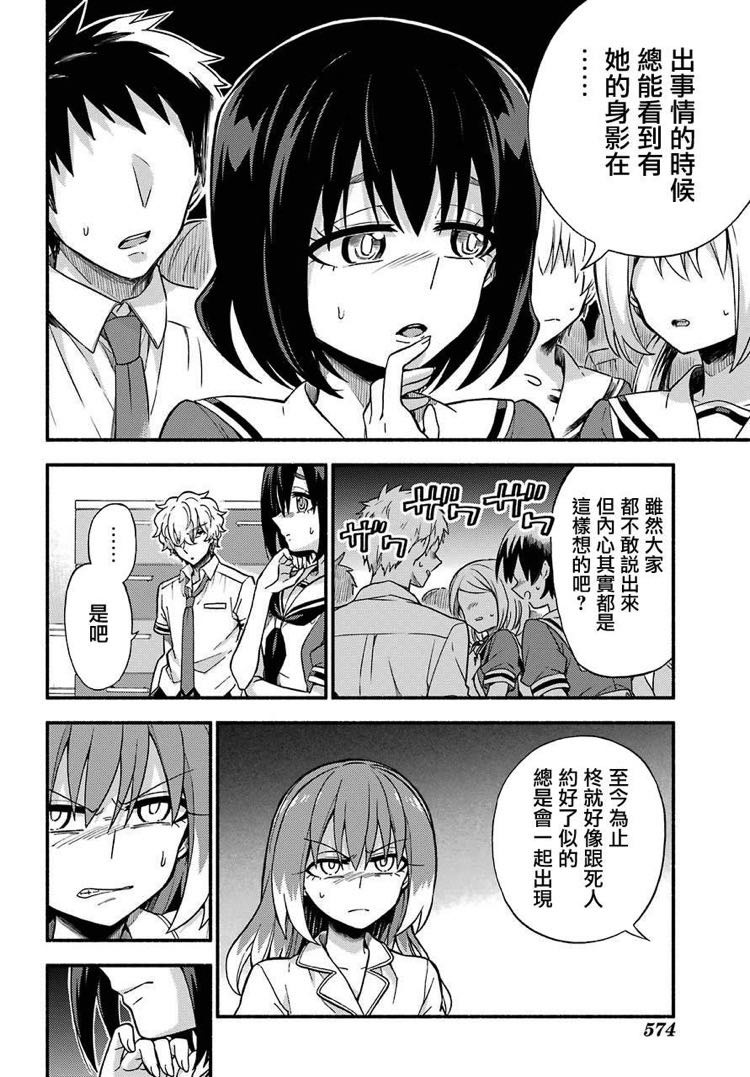 出事情的時候
總能看到有
她的身影在
……
雖然大家
都不敢說出來
但內心其實都是
這樣想的吧?
ザワ
ザワ
ザワ
……
是吧
至今為止
柊就好像跟死人
約好了似的
總是會一起出現
574